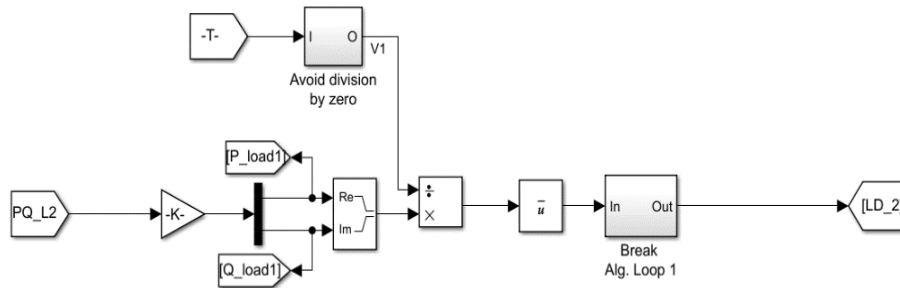 -T-
I O
V1
Avoid division
by zero
[P_load1]
PQ_L2
-K-
Re
Im
÷
×
u̅
In Out
[LD_2]
Break
Alg. Loop 1
[Q_load1]